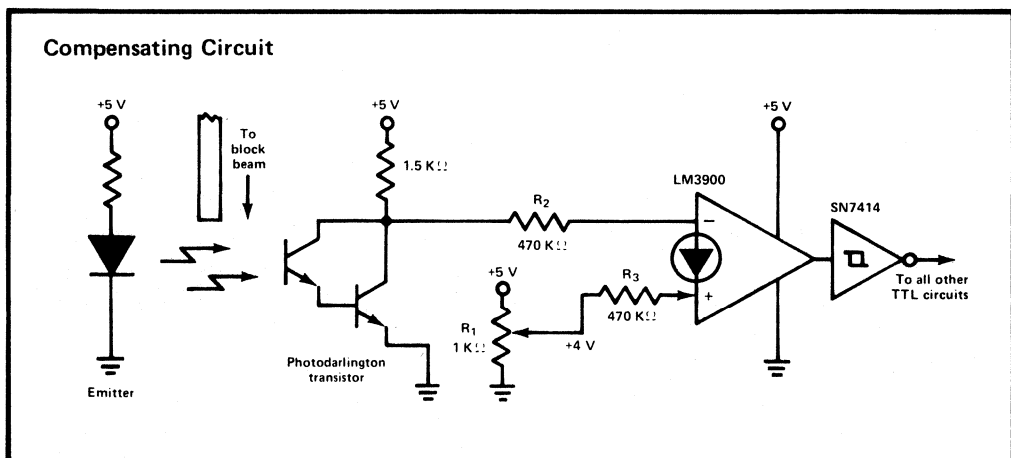 Compensating Circuit
+5 V
To
block
beam
Emitter
+5 V
1.5 KΩ
Photodarlington
transistor
R2
470 KΩ
+5 V
R1
1 KΩ
+4 V
R3
470 KΩ
LM3900
−
+
+5 V
SN7414
To all other
TTL circuits